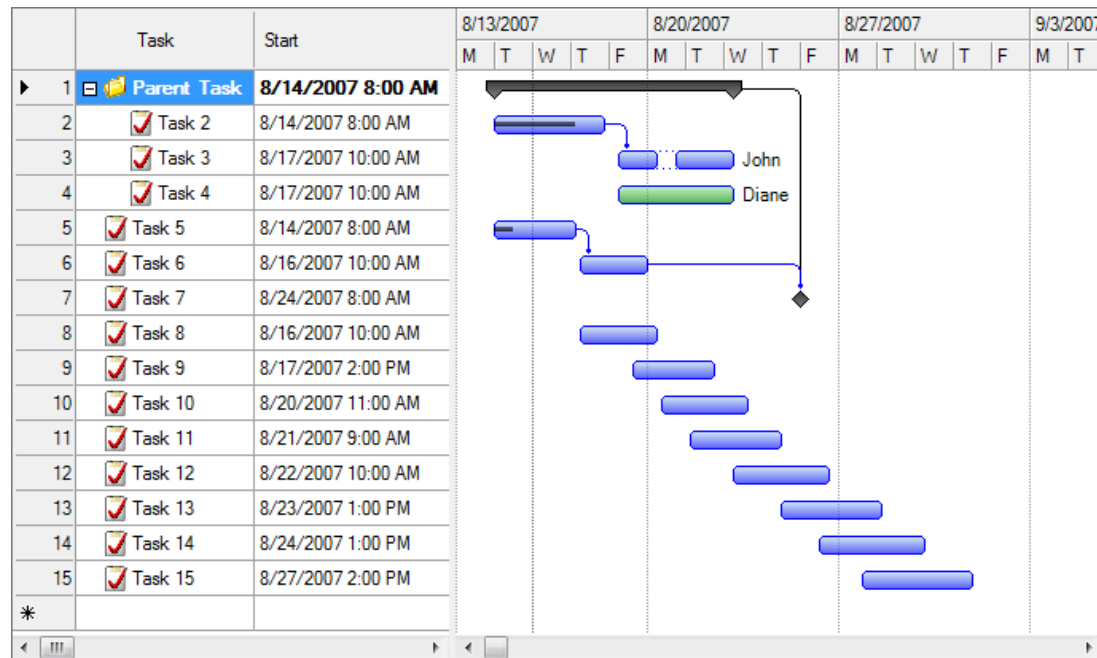 Task Start 8/13/2007 8/20/2007 8/27/2007 9/3/2007
M T W T F M T W T F M T W T F M T
1 Parent Task 8/14/2007 8:00 AM
2 Task 2 8/14/2007 8:00 AM
3 Task 3 8/17/2007 10:00 AM John
4 Task 4 8/17/2007 10:00 AM Diane
5 Task 5 8/14/2007 8:00 AM
6 Task 6 8/16/2007 10:00 AM
7 Task 7 8/24/2007 8:00 AM
8 Task 8 8/16/2007 10:00 AM
9 Task 9 8/17/2007 2:00 PM
10 Task 10 8/20/2007 11:00 AM
11 Task 11 8/21/2007 9:00 AM
12 Task 12 8/22/2007 10:00 AM
13 Task 13 8/23/2007 1:00 PM
14 Task 14 8/24/2007 1:00 PM
15 Task 15 8/27/2007 2:00 PM